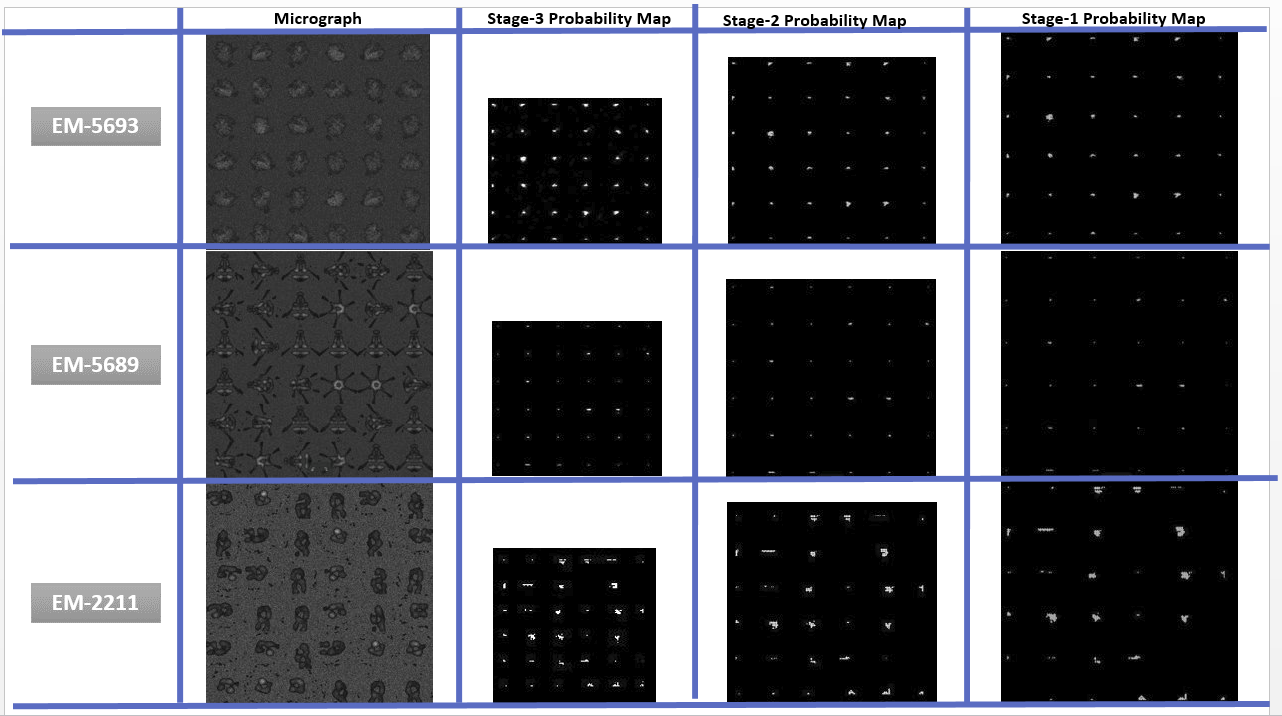 Micrograph
Stage-3 Probability Map
Stage-2 Probability Map
Stage-1 Probability Map
EM-5693
EM-5689
EM-2211